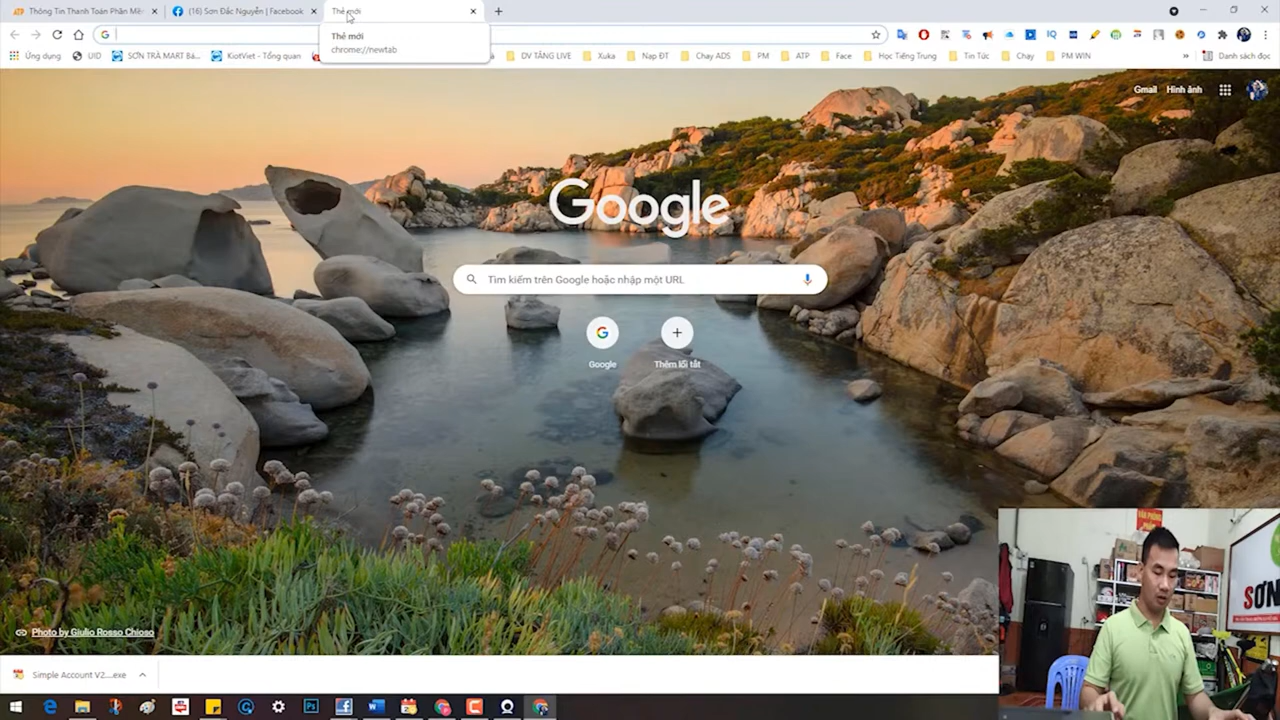 Thông Tin Thanh Toán Phần Mề
(16) Sơn Đắc Nguyễn | Facebook
Thẻ mới
Thẻ mới
chrome://newtab
Ứng dụng
UID
SƠN TRÀ MART Bá...
KiotViet - Tổng quan
DV TĂNG LIVE
Xuka
Nạp ĐT
Chạy ADS
PM
ATP
Face
Học Tiếng Trung
Tin Tức
Chạy
PM WIN
»
Danh sách đọc
Gmail
Hình ảnh
Google
Tìm kiếm trên Google hoặc nhập một URL
Google
Thêm lối tắt
Photo by Giulio Rosso Chioso
Simple Account V2....exe
SƠN